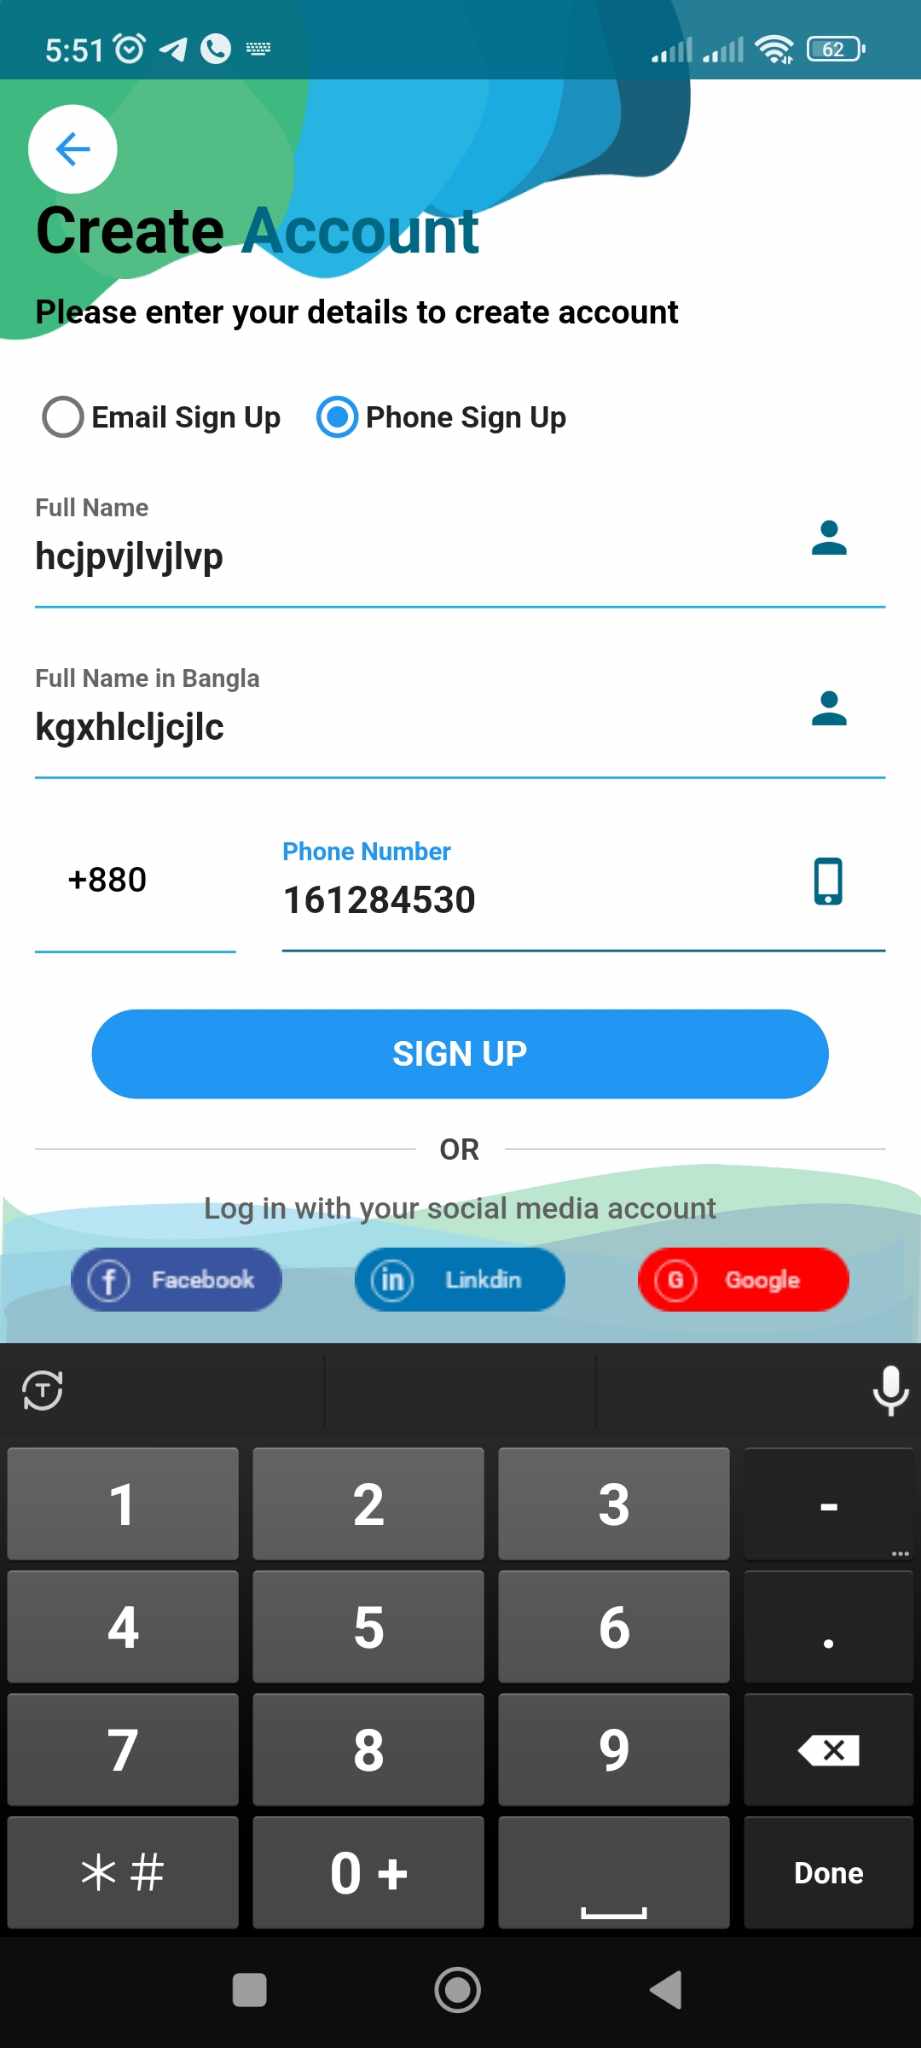 5:51
62
Create Account
Please enter your details to create account
Email Sign Up Phone Sign Up
Full Name
hcjpvjlvjlvp
Full Name in Bangla
kgxhlcljcjlc
+880
Phone Number
161284530
SIGN UP
OR
Log in with your social media account
f Facebook in Linkdin G Google
T
1 2 3 -
4 5 6 .
7 8 9
*# 0 + Done